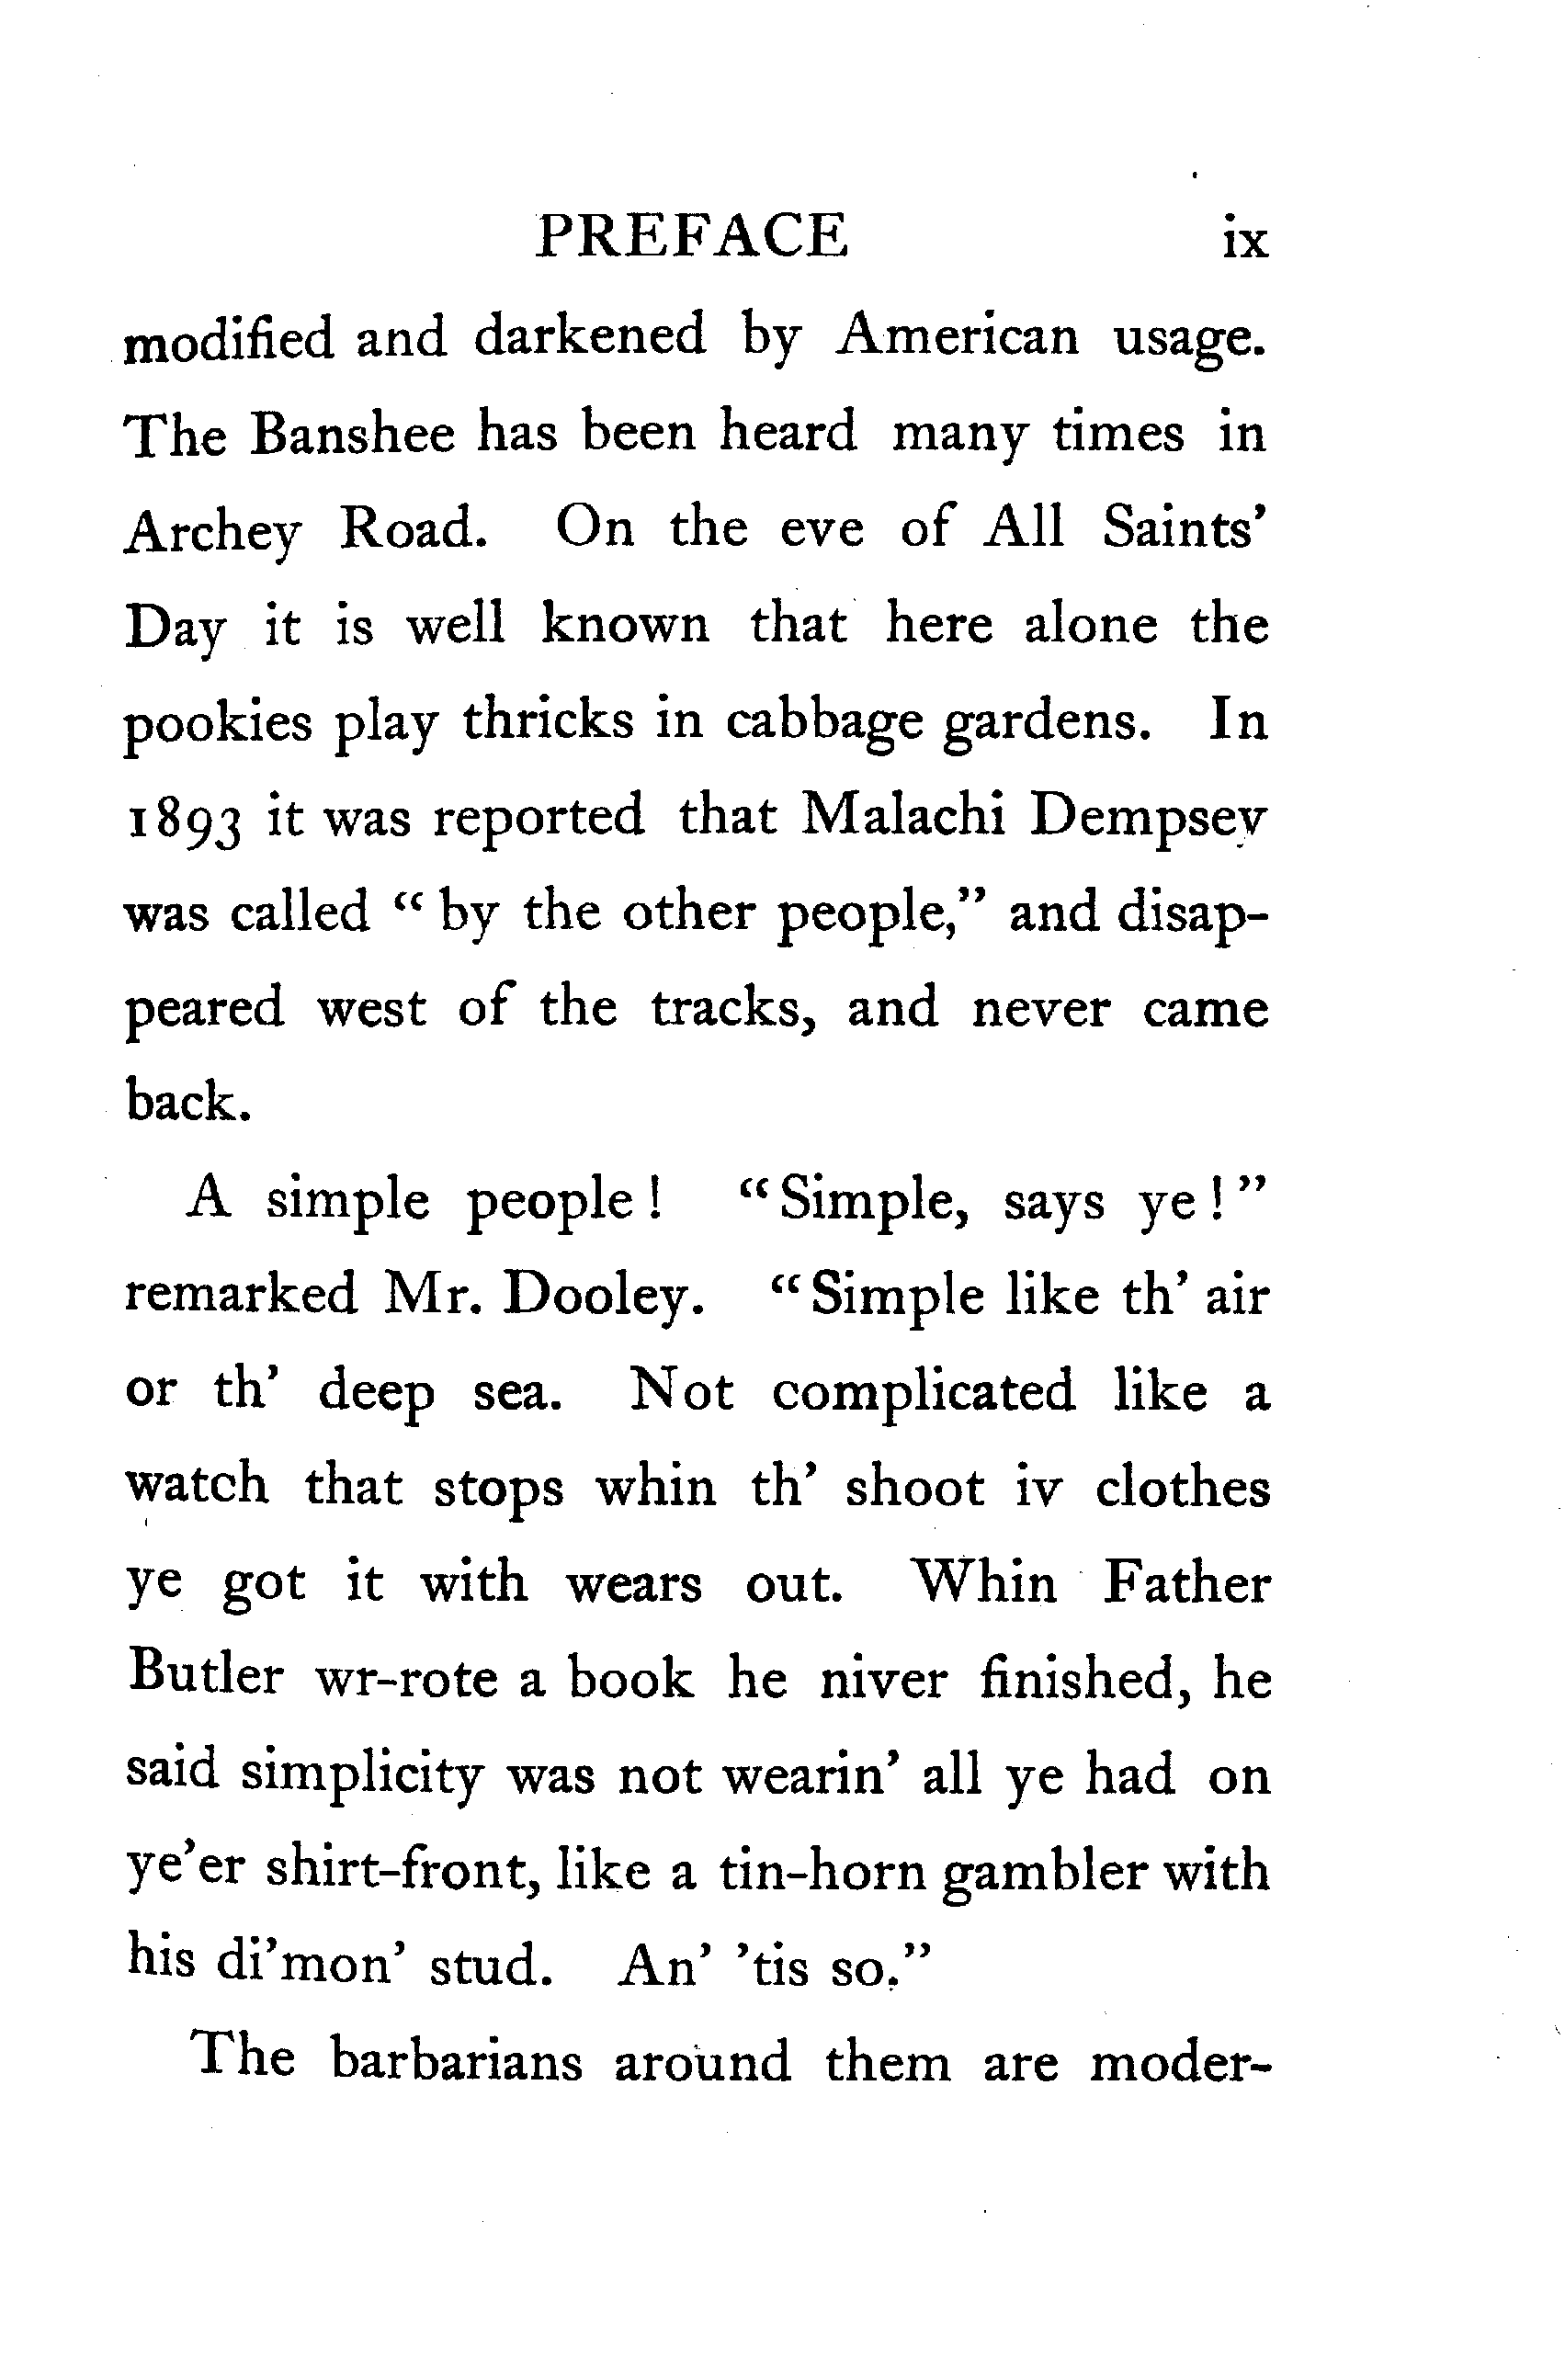 PREFACE ix
modified and darkened by American usage.
The Banshee has been heard many times in
Archey Road. On the eve of All Saints'
Day it is well known that here alone the
pookies play thricks in cabbage gardens. In
1893 it was reported that Malachi Dempsey
was called "by the other people," and disap-
peared west of the tracks, and never came
back.
A simple people! "Simple, says ye!"
remarked Mr. Dooley. "Simple like th' air
or th' deep sea. Not complicated like a
watch that stops whin th' shoot iv clothes
ye got it with wears out. Whin Father
Butler wr-rote a book he niver finished, he
said simplicity was not wearin' all ye had on
ye'er shirt-front, like a tin-horn gambler with
his di'mon' stud. An' 'tis so."
The barbarians around them are moder-